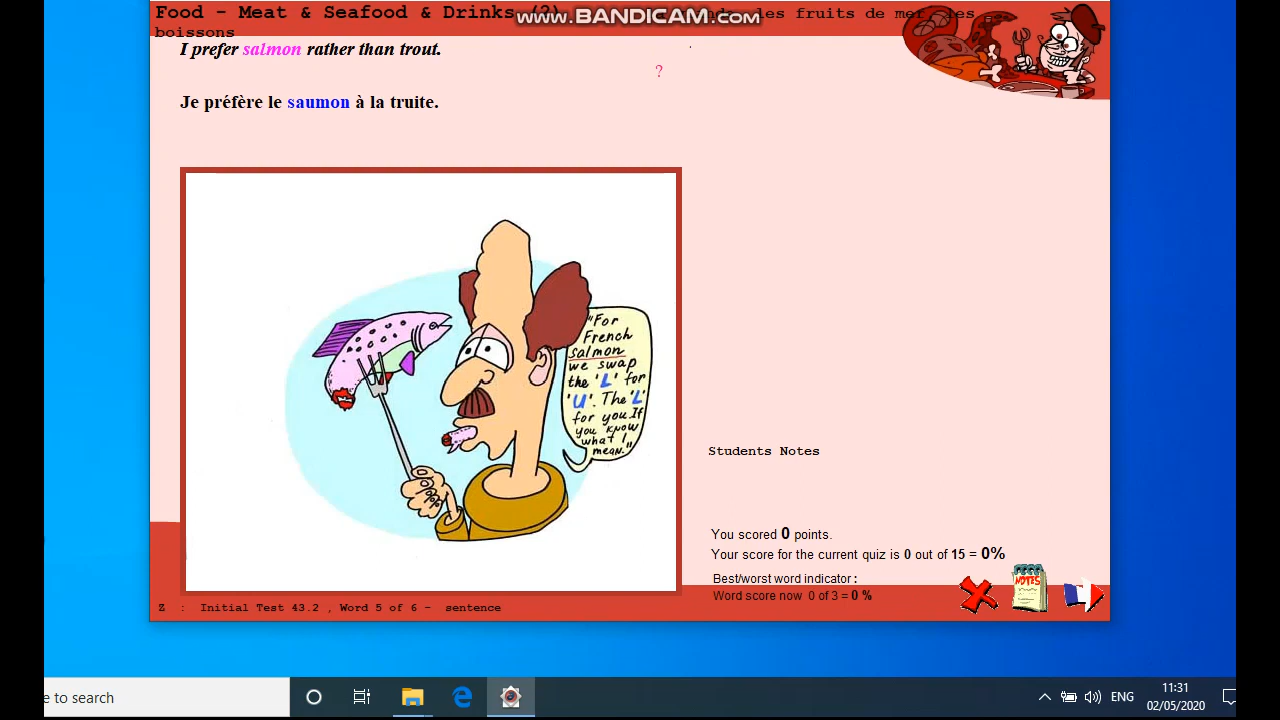 Food - Meat & Seafood & Drinks (2)
les fruits de mer les
boissons
www.BANDICAM.com
I prefer salmon rather than trout.
?
Je préfère le saumon à la truite.
"For
French
salmon
we swap
the 'L' for
'U'. The 'L'
for you. If
you know
what I
mean."
Students Notes
You scored 0 points.
Your score for the current quiz is 0 out of 15 = 0%
Best/worst word indicator :
Word score now 0 of 3 = 0 %
NOTES
Z : Initial Test 43.2 , Word 5 of 6 - sentence
e to search
ENG
11:31
02/05/2020